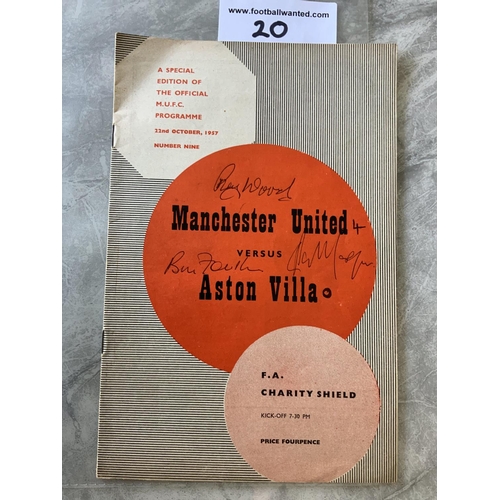 www.footballwanted.com
20
A SPECIAL
EDITION OF
THE OFFICIAL
M.U.F.C.
PROGRAMME
22nd OCTOBER, 1957
NUMBER NINE
Ray Wood
Manchester United 4
VERSUS
Aston Villa 0
F.A.
CHARITY SHIELD
KICK-OFF 7-30 PM
PRICE FOURPENCE